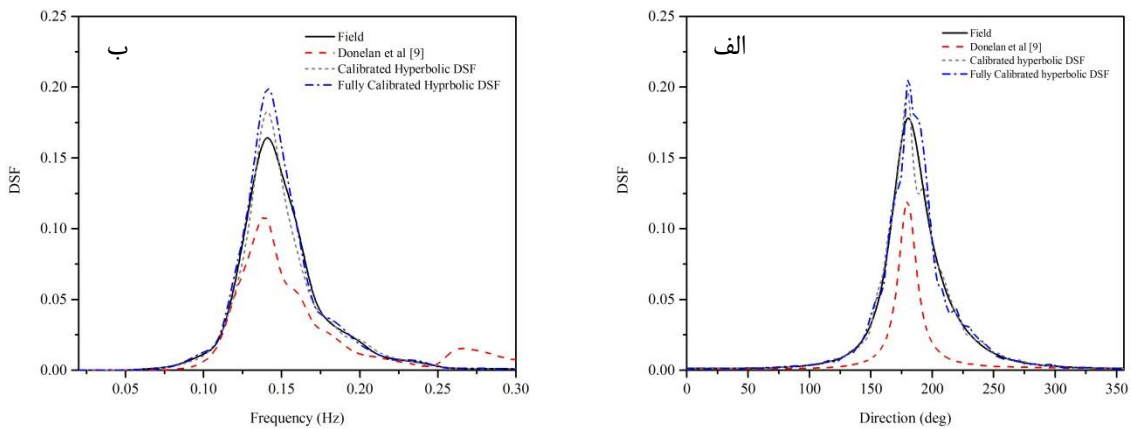 ب
Field
Donelan et al [9]
Calibrated Hyperbolic DSF
Fully Calibrated Hyprbolic DSF
DSF
0.25
0.20
0.15
0.10
0.05
0.00
0.05
0.10
0.15
0.20
0.25
0.30
Frequency (Hz)
الف
Field
Donelan et al [9]
Calibrated hyperbolic DSF
Fully Calibrated hyperbolic DSF
DSF
0.25
0.20
0.15
0.10
0.05
0.00
0
50
100
150
200
250
300
350
Direction (deg)